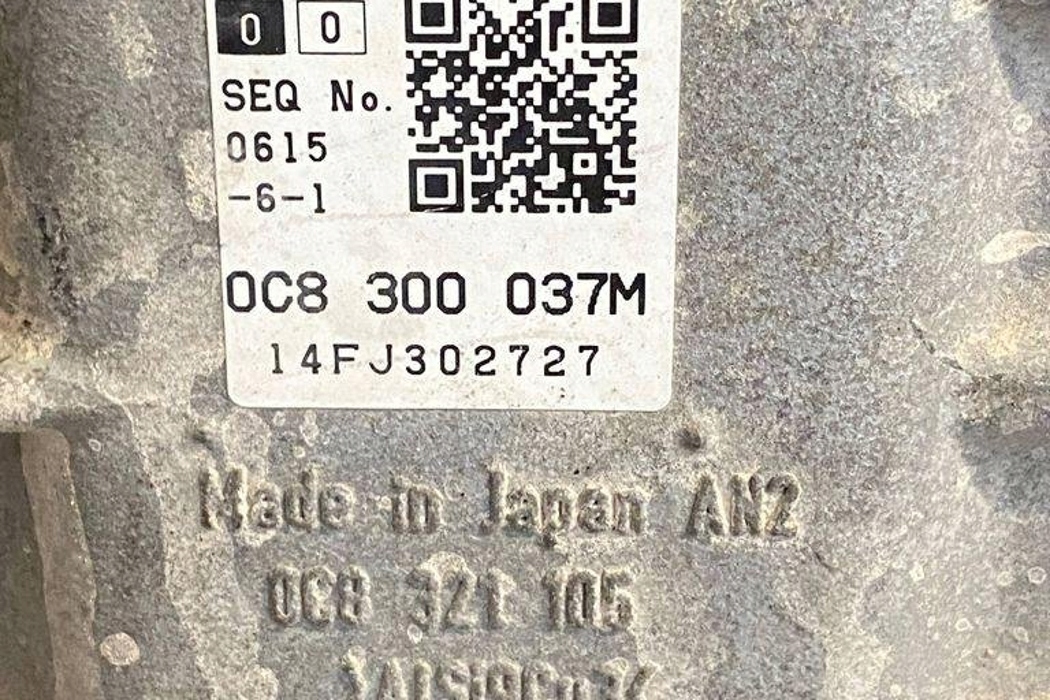 0 0
SEQ No.
0615
-6-1
0C8 300 037M
14FJ302727
Made in Japan AN2
0C8 321 105